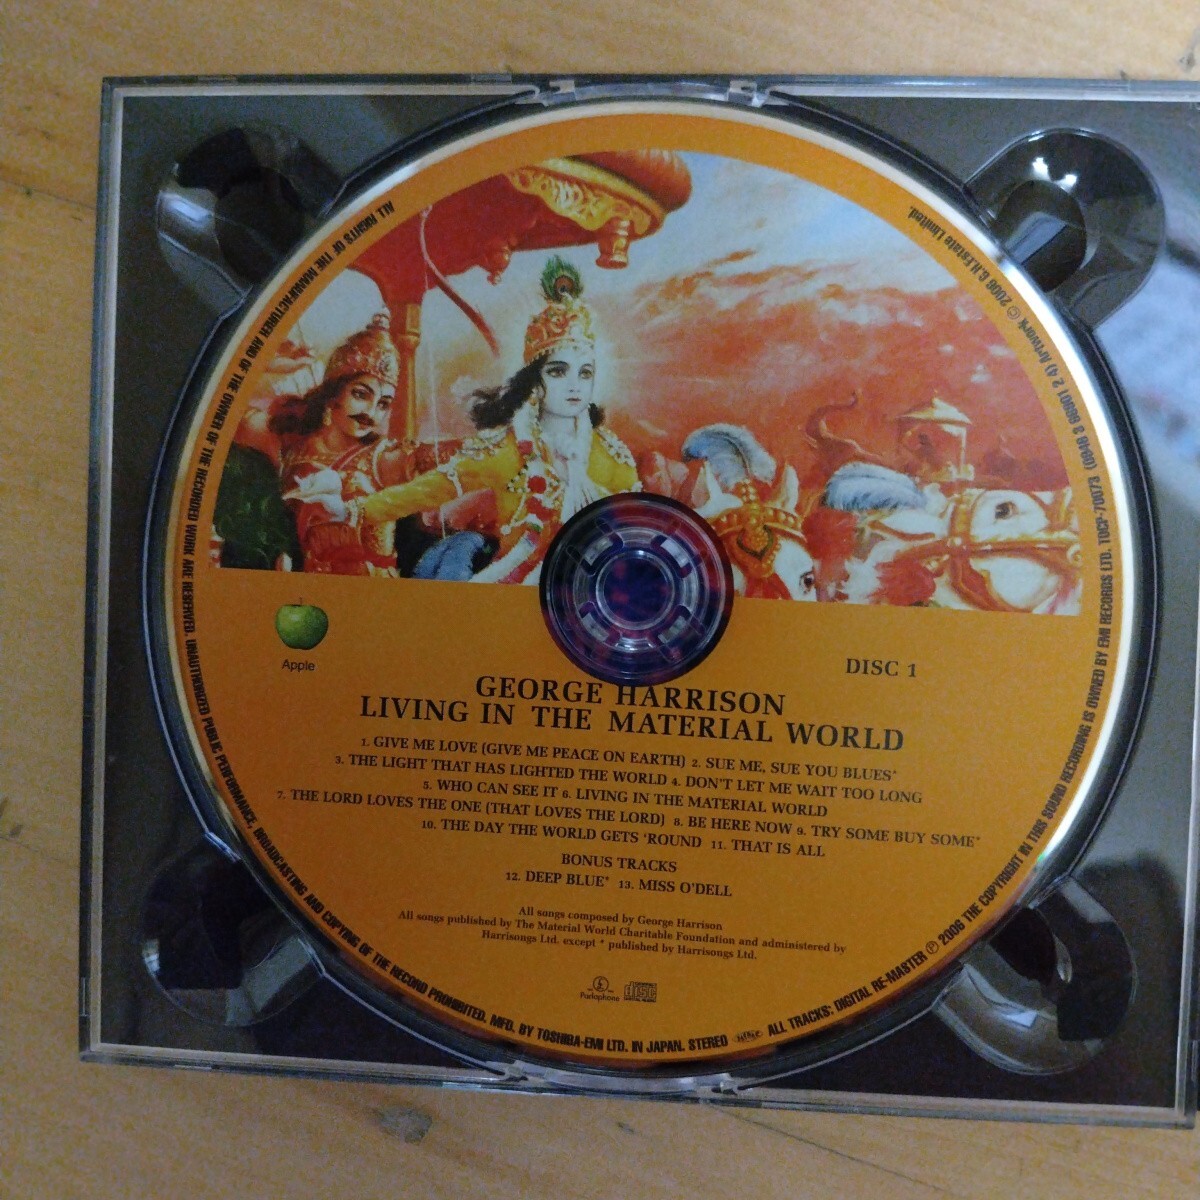 Apple
DISC 1
GEORGE HARRISON
LIVING IN THE MATERIAL WORLD
1. GIVE ME LOVE (GIVE ME PEACE ON EARTH) 2. SUE ME, SUE YOU BLUES*
3. THE LIGHT THAT HAS LIGHTED THE WORLD 4. DON'T LET ME WAIT TOO LONG
5. WHO CAN SEE IT 6. LIVING IN THE MATERIAL WORLD
7. THE LORD LOVES THE ONE (THAT LOVES THE LORD) 8. BE HERE NOW 9. TRY SOME BUY SOME*
10. THE DAY THE WORLD GETS 'ROUND 11. THAT IS ALL
BONUS TRACKS
12. DEEP BLUE* 13. MISS O'DELL
All songs composed by George Harrison
All songs published by The Material World Charitable Foundation and administered by
Harrisongs Ltd. except * published by Harrisongs Ltd.
Parlophone
disc
DIGITAL AUDIO
ALL RIGHTS OF THE MANUFACTURER AND OF THE OWNER OF THE RECORDED WORK ARE RESERVED. UNAUTHORIZED PUBLIC PERFORMANCE, BROADCASTING AND COPYING OF THE RECORD PROHIBITED. MFD. BY TOSHIBA-EMI LTD. IN JAPAN. STEREO ALL TRACKS: DIGITAL RE-MASTER ℗ 2006 THE COPYRIGHT IN THIS SOUND RECORDING IS OWNED BY EMI RECORDS LTD. TOCP-70073 (0946 3 66901 2 4) Artwork © 2006 G.H.Estate Limited.